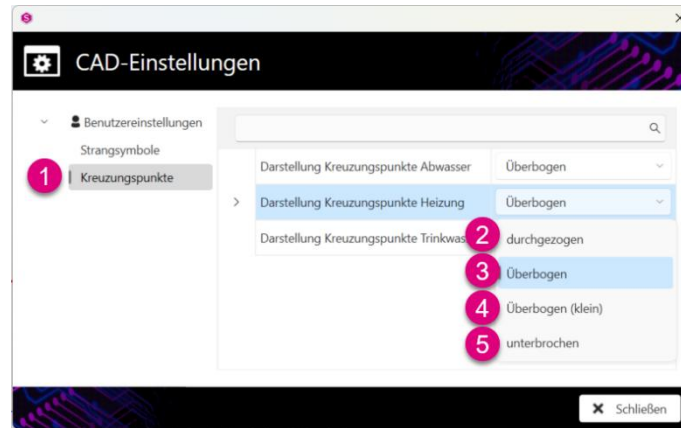 S
CAD-Einstellungen
Benutzereinstellungen
Strangsymbole
1 Kreuzungspunkte
Darstellung Kreuzungspunkte Abwasser Überbogen
Darstellung Kreuzungspunkte Heizung Überbogen
Darstellung Kreuzungspunkte 2 durchgezogen
3 Überbogen
4 Überbogen (klein)
5 unterbrochen
Schließen